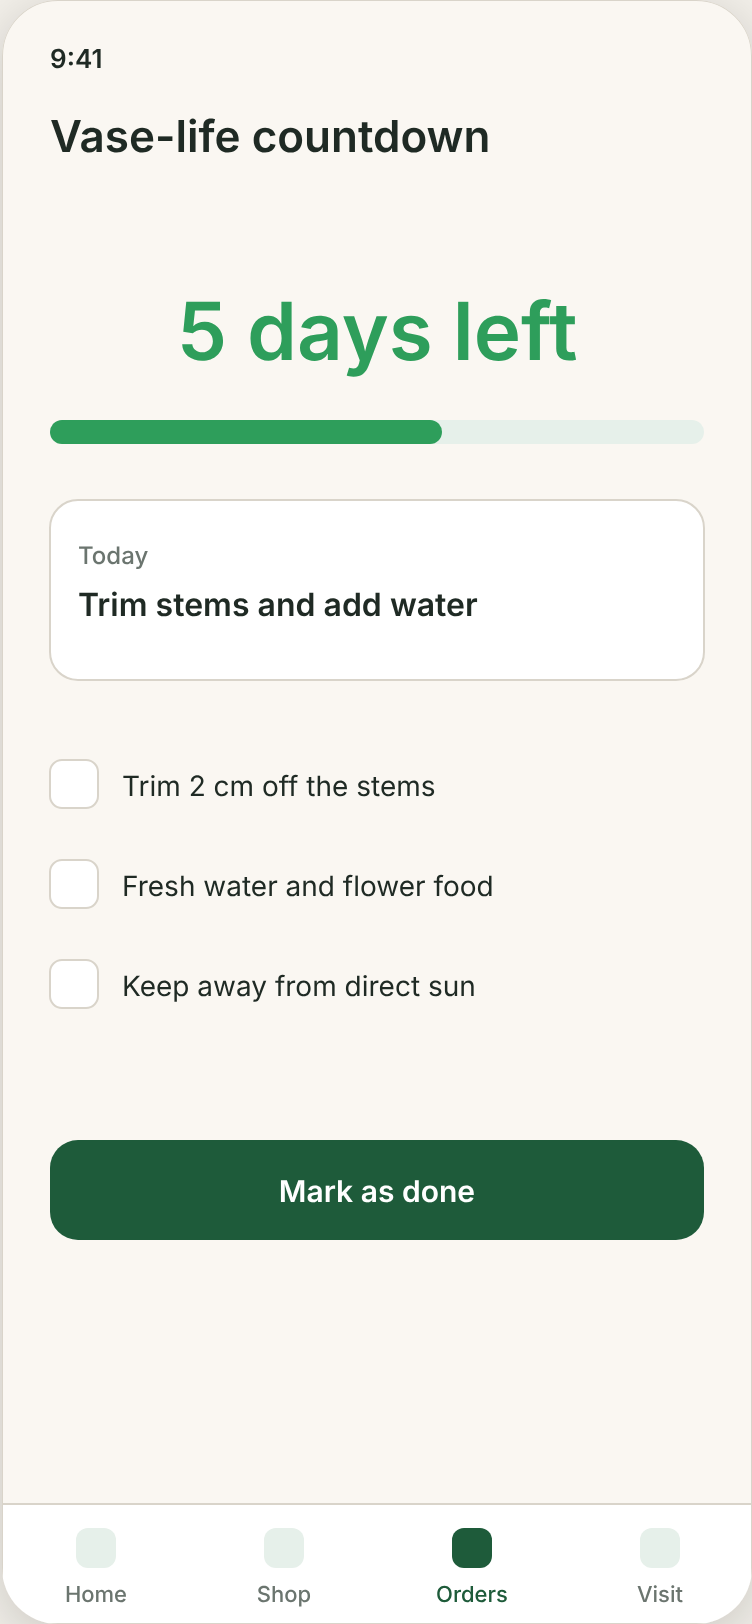 9:41
Vase-life countdown
5 days left
Today
Trim stems and add water
Trim 2 cm off the stems
Fresh water and flower food
Keep away from direct sun
Mark as done
Home
Shop
Orders
Visit